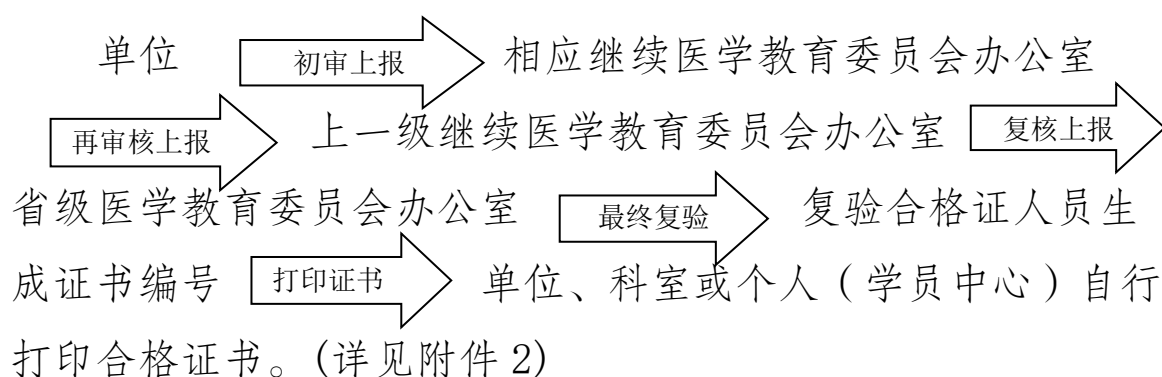 单位 初审上报 相应继续医学教育委员会办公室
再审核上报 上一级继续医学教育委员会办公室 复核上报
省级医学教育委员会办公室 最终复验 复验合格证人员生
成证书编号 打印证书 单位、科室或个人（学员中心）自行
打印合格证书。(详见附件 2)